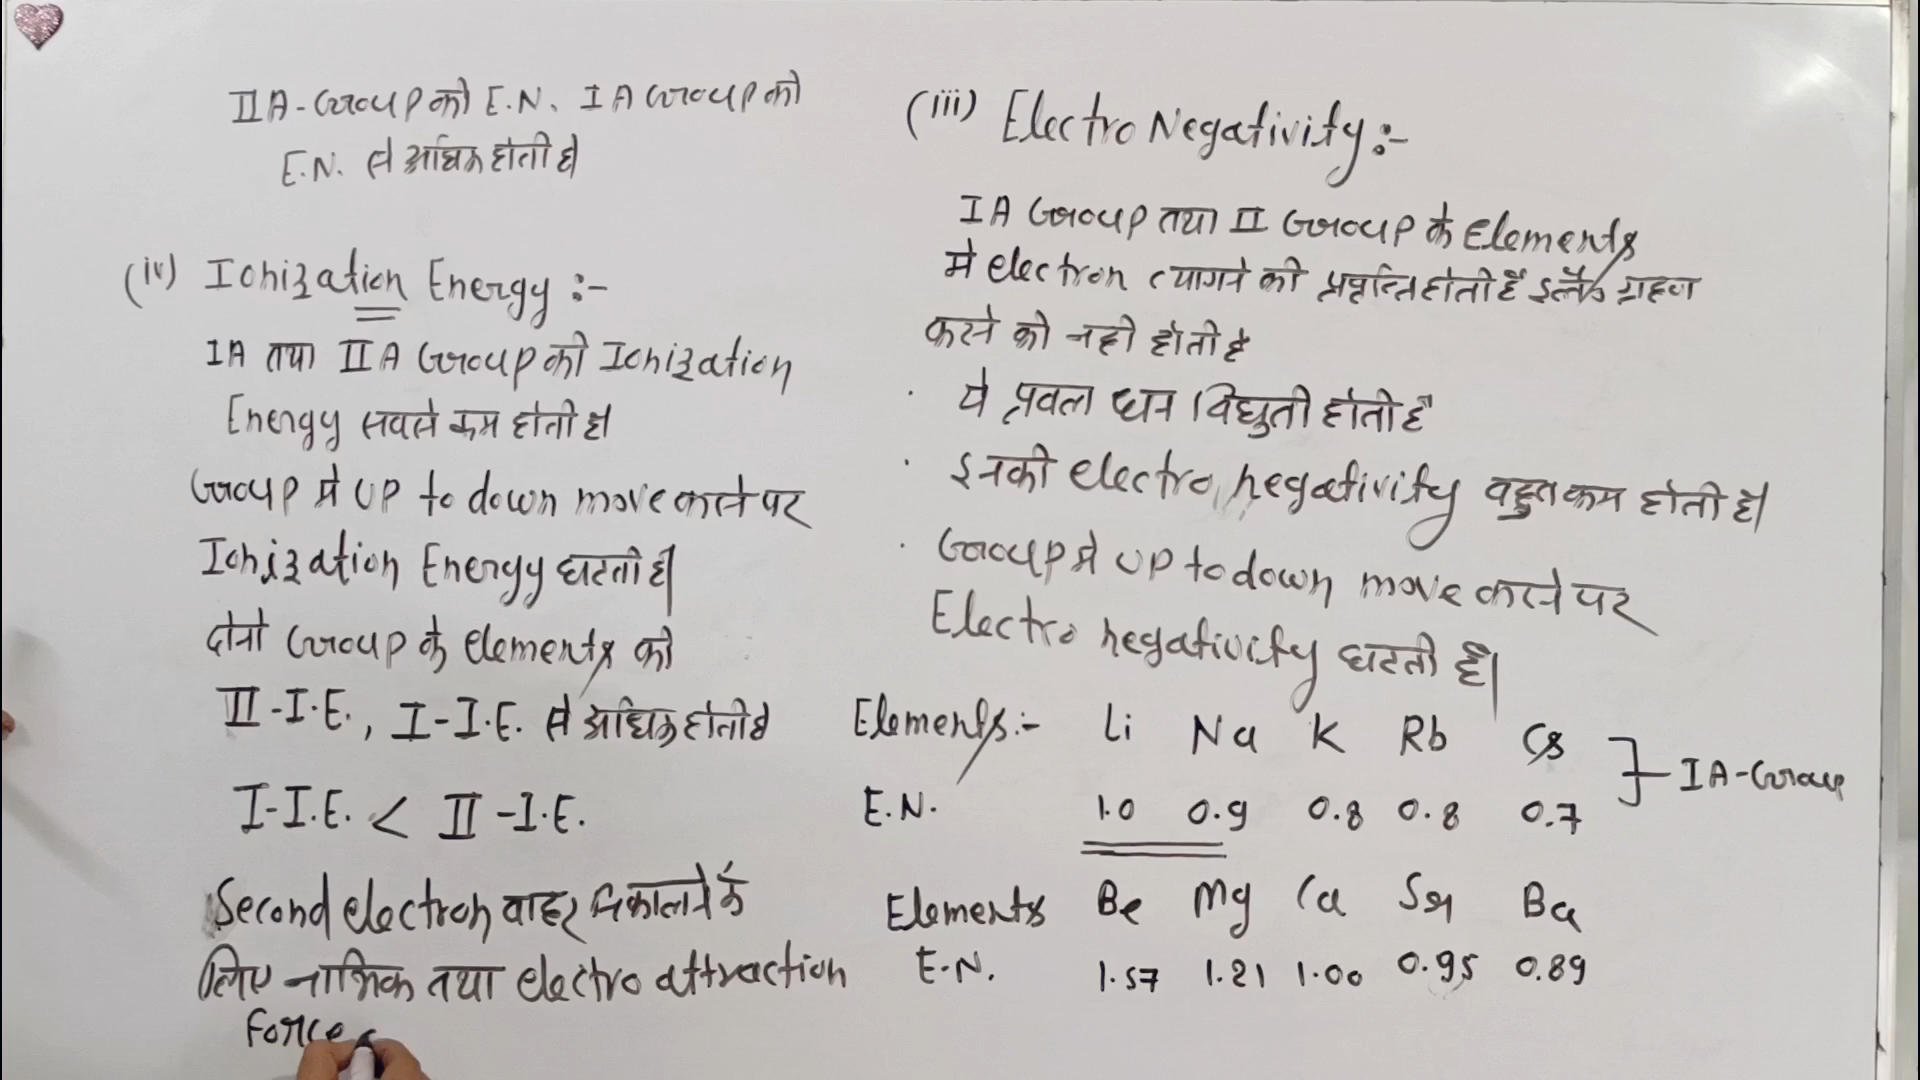 IIA-Group की E.N. IA Group की
E.N. से अधिक होती है।
(iv) Ionization Energy :-
IA तथा IIA Group की Ionization
Energy सबसे कम होती है।
Group मे UP to down move करने पर
Ionization Energy घटती है।
दोनो Group के elements की
II-I.E., I-I.E. से अधिक होती है
I-I.E. < II-I.E.
Second electron बाहर निकालने के
लिए नाभिक तथा electro attraction
Force
(iii) Electro Negativity :-
IA Group तथा II Group के Elements
मे electron त्यागने की प्रवृत्ति होती है ग्रहण
करने की नही होती है
. ये प्रबल धन विधुती होती है
. इनकी electro negativity बहुत कम होती है।
. Group मे UP to down move करने पर
Electro negativity घटती है।
Elements :- Li Na K Rb Cs
E.N. 1.0 0.9 0.8 0.8 0.7
IA-Group
Elements Be Mg Ca Sr Ba
E.N. 1.57 1.21 1.00 0.95 0.89